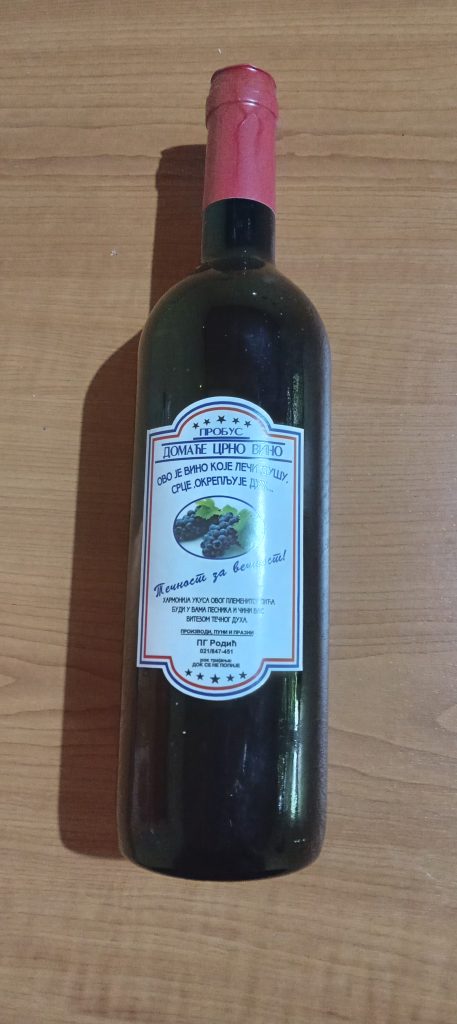 ПРОБУС
ДОМАЋЕ ЦРНО ВИНО
ОВО ЈЕ ВИНО КОЈЕ ЛЕЧИ ДУШУ,
СРЦЕ ,ОКРЕПЉУЈЕ ДУХ...
Течност за вечност!
ХАРМОНИЈА УКУСА ОВОГ ПЛЕМЕНИТОГ ПИЋА
БУДИ У ВАМА ПЕСНИКА И ЧИНИ ВАС
ВИТЕЗОМ ТЕЧНОГ ДУХА.
ПРОИЗВОДИ, ПУНИ И ПРАЗНИ
ПГ Родић
021/847-451
рок трајања:
ДОК СЕ НЕ ПОПИЈЕ